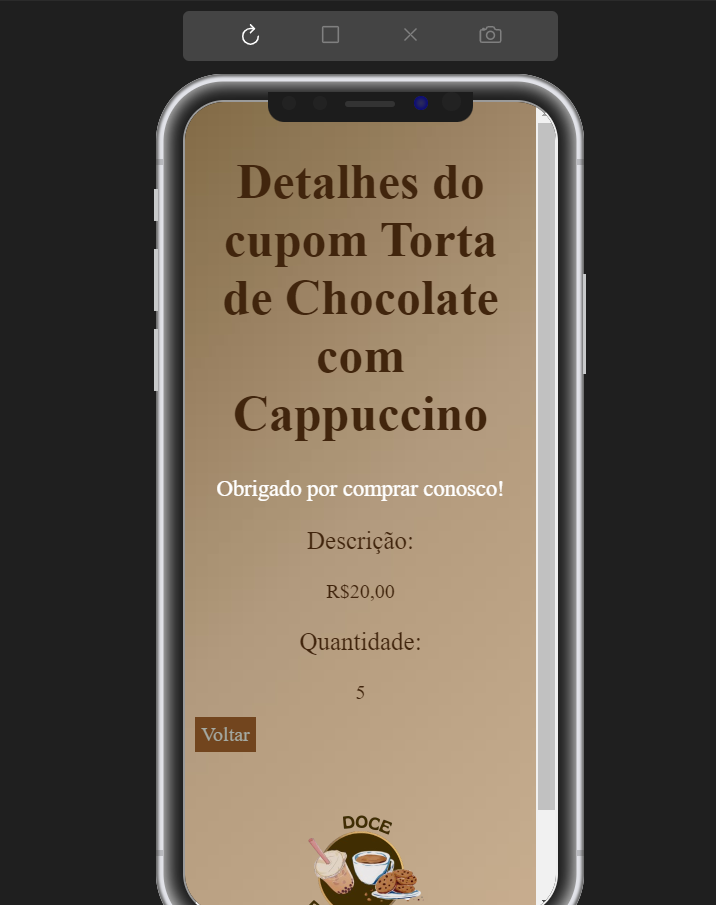 Detalhes do
cupom Torta
de Chocolate
com
Cappuccino
Obrigado por comprar conosco!
Descrição:
R$20,00
Quantidade:
5
Voltar
DOCE